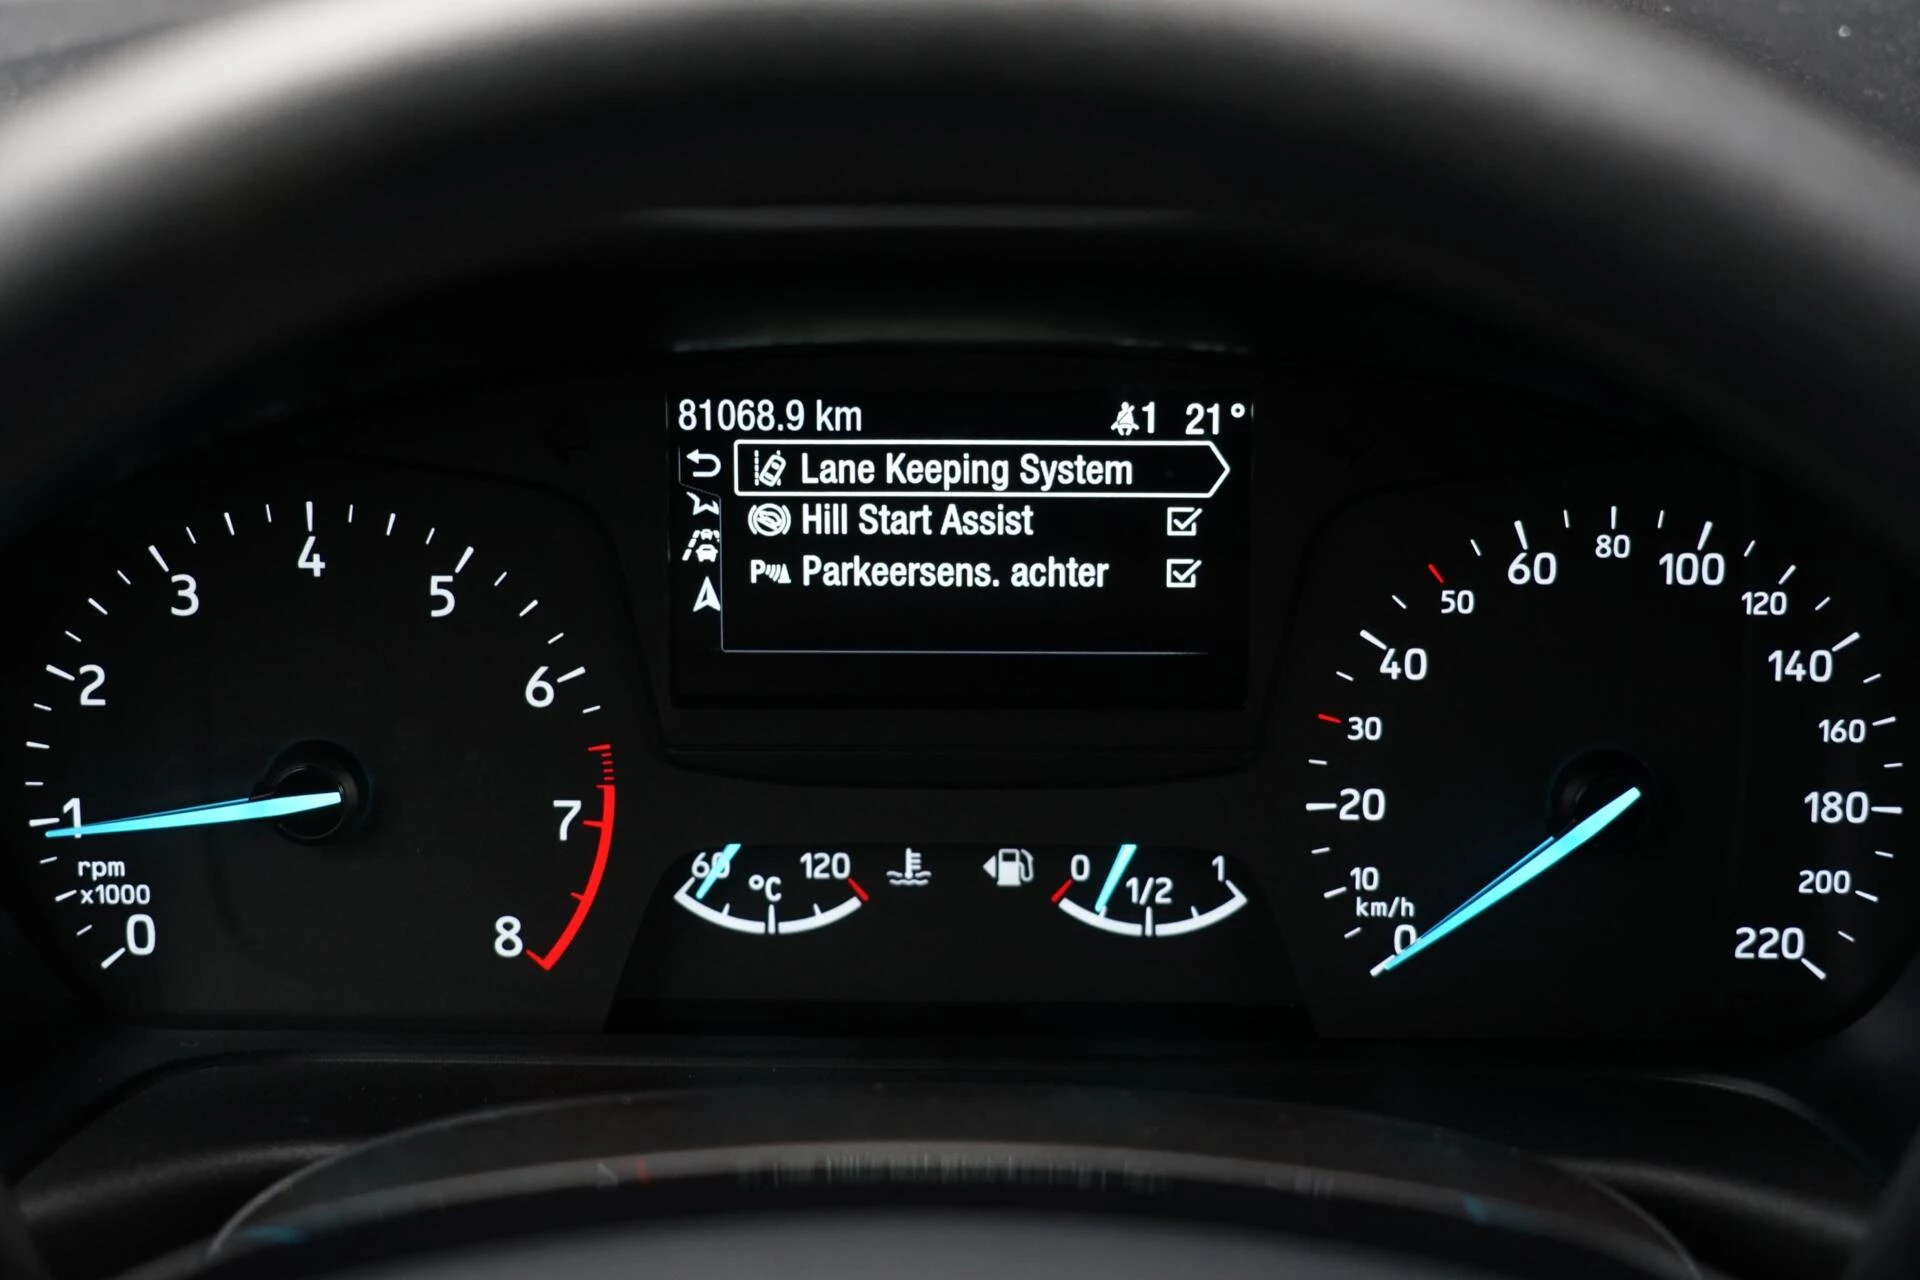 81068.9 km 1 21°
Lane Keeping System
Hill Start Assist
Parkeersens. achter
0
1
2
3
4
5
6
7
8
rpm
x1000
60 °C 120
0 1/2 1
0
10
20
30
40
50
60
80
100
120
140
160
180
200
220
km/h